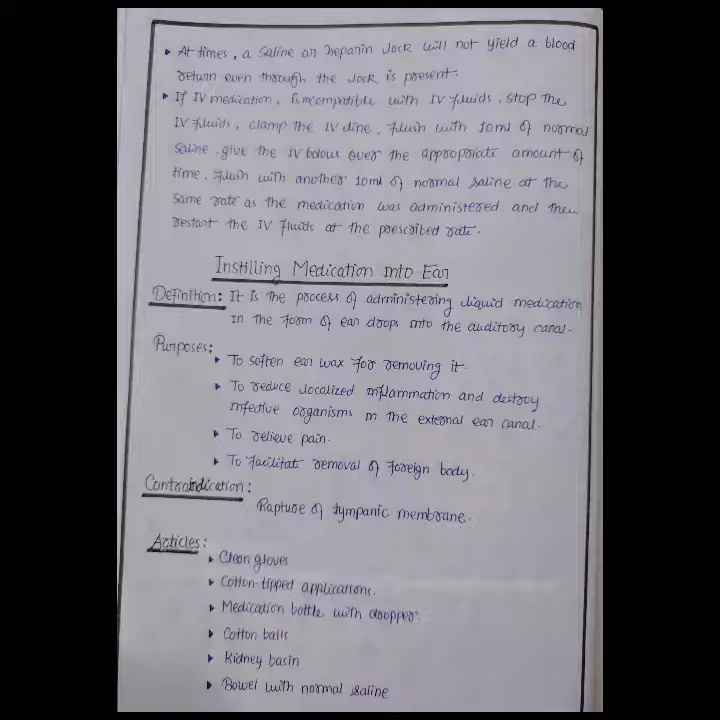 ▸ At times, a saline or heparin lock will not yield a blood
return even through the lock is present.
▸ If IV medication, is incompatible with IV fluids, stop the
IV fluids, clamp the IV line, flush with 10ml of normal
saline, give the IV bolous over the appropriate amount of
time, flush with another 10ml of normal saline at the
same rate as the medication was administered and then
restart the IV fluids at the prescribed rate.
Instilling Medication Into Ear
Definition: It is the process of administering liquid medication
in the form of ear drops into the auditory canal.
Purposes:
▸ To soften ear wax for removing it.
▸ To reduce localized inflammation and destroy
infective organisms in the external ear canal.
▸ To relieve pain.
▸ To facilitat removal of foreign body.
Contraindication:
Rapture of tympanic membrane.
Articles:
▸ Clean gloves
▸ Cotton-tipped applications.
▸ Medication bottle with dropper.
▸ Cotton balls
▸ Kidney basin
▸ Bowel with normal saline